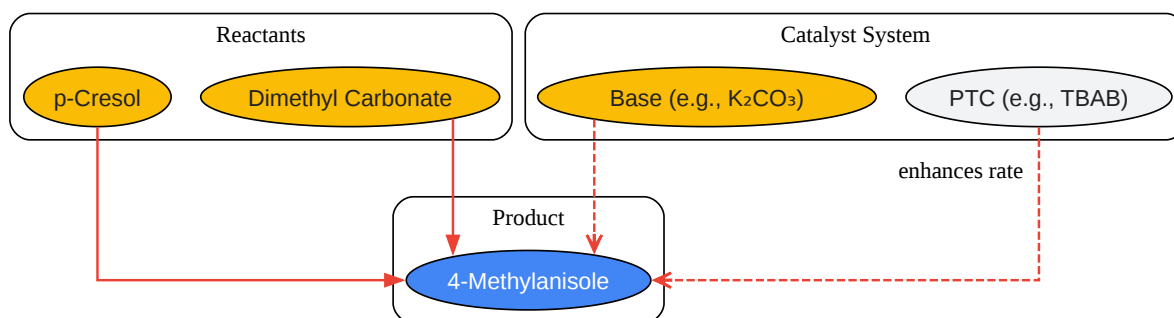 Reactants
Catalyst System
p-Cresol
Dimethyl Carbonate
Base (e.g., K₂CO₃)
PTC (e.g., TBAB)
enhances rate
Product
4-Methylanisole